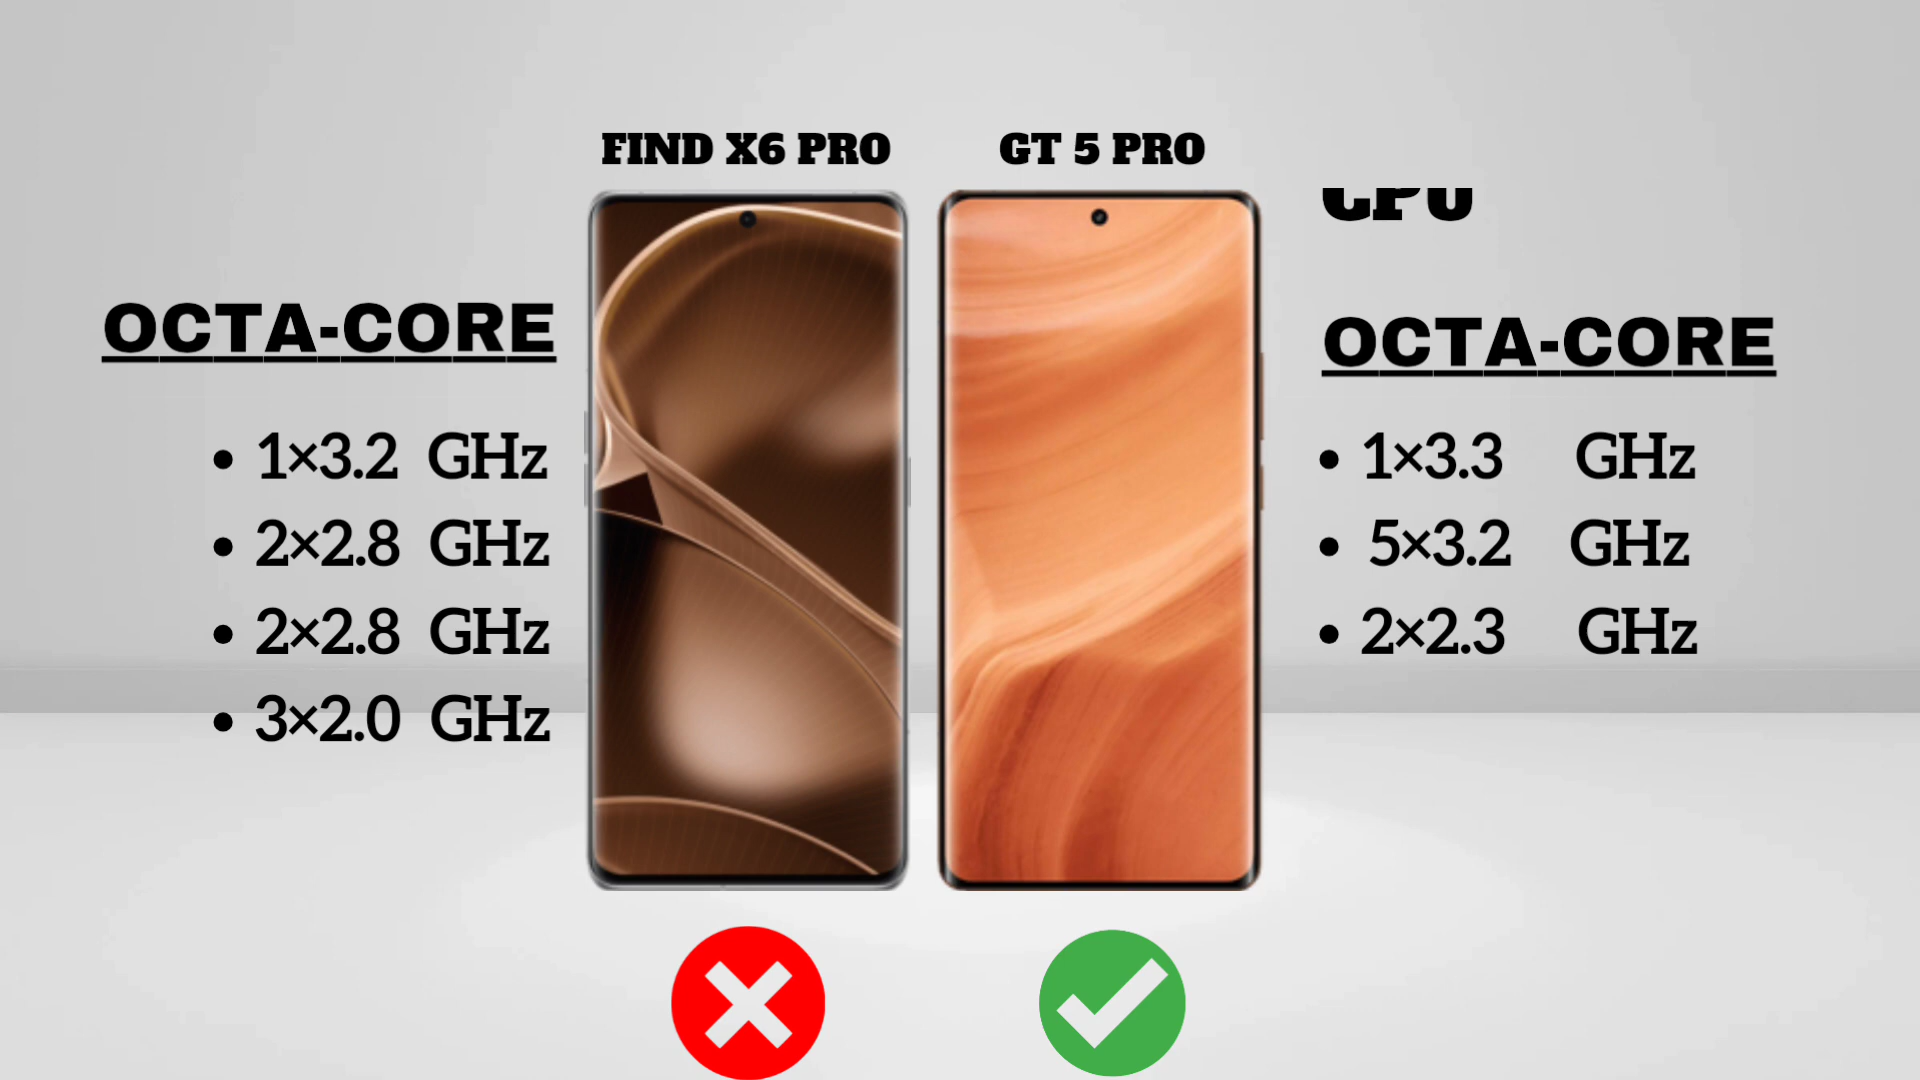 FIND X6 PRO
GT 5 PRO
CPU
OCTA-CORE
• 1×3.2 GHz
• 2×2.8 GHz
• 2×2.8 GHz
• 3×2.0 GHz
OCTA-CORE
• 1×3.3 GHz
• 5×3.2 GHz
• 2×2.3 GHz